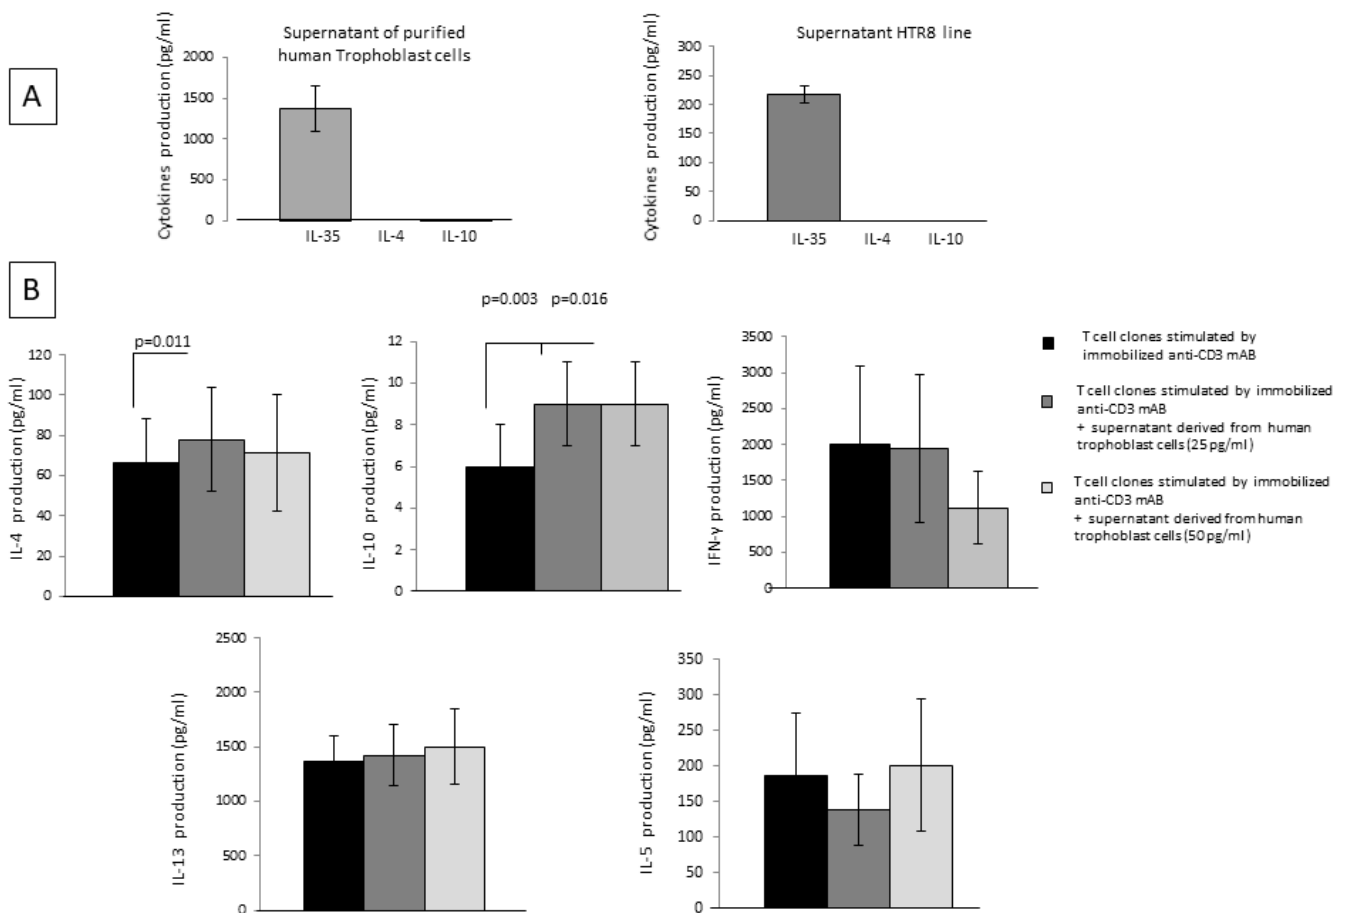 A
Cytokines production (pg/ml)
Supernatant of purified
human Trophoblast cells
2000
1500
1000
500
0
IL-35 IL-4 IL-10
Cytokines production (pg/ml)
Supernatant HTR8 line
300
250
200
150
100
50
0
IL-35 IL-4 IL-10
B
IL-4 production (pg/ml)
p=0.011
120
100
80
60
40
20
0
IL-10 production (pg/ml)
p=0.003 p=0.016
12
10
8
6
4
2
0
IFN-γ production (pg/ml)
3500
3000
2500
2000
1500
1000
500
0
T cell clones stimulated by
immobilized anti-CD3 mAB
T cell clones stimulated by immobilized
anti-CD3 mAB
+ supernatant derived from human
trophoblast cells (25 pg/ml)
T cell clones stimulated by immobilized
anti-CD3 mAB
+ supernatant derived from human
trophoblast cells (50 pg/ml)
IL-13 production (pg/ml)
2500
2000
1500
1000
500
0
IL-5 production (pg/ml)
350
300
250
200
150
100
50
0